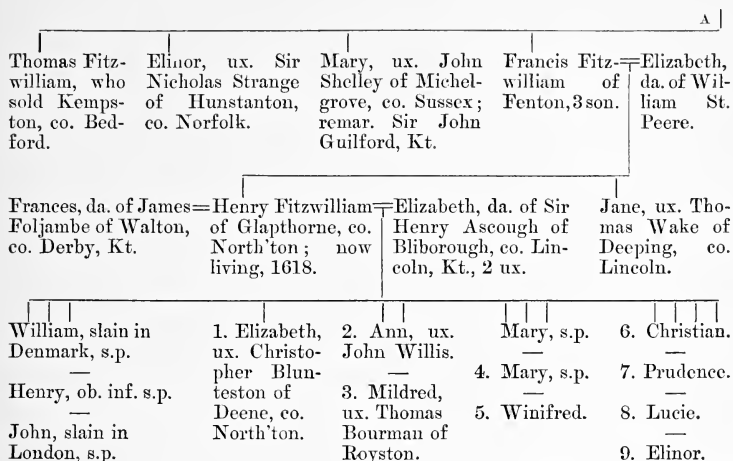 A
Thomas Fitz-
william, who
sold Kemps-
ton, co. Bed-
ford.
Elinor, ux. Sir
Nicholas Strange
of Hunstanton,
co. Norfolk.
Mary, ux. John
Shelley of Michel-
grove, co. Sussex;
remar. Sir John
Guilford, Kt.
Francis Fitz-
william of
Fenton, 3 son.
Elizabeth,
da. of Wil-
liam St.
Peere.
Frances, da. of James
Foljambe of Walton,
co. Derby, Kt.
Henry Fitzwilliam
of Glapthorne, co.
North'ton; now
living, 1618.
Elizabeth, da. of Sir
Henry Ascough of
Bliborough, co. Lin-
coln, Kt., 2 ux.
Jane, ux. Tho-
mas Wake of
Deeping, co.
Lincoln.
William, slain in
Denmark, s.p.
—
Henry, ob. inf. s.p.
—
John, slain in
London, s.p.
1. Elizabeth,
ux. Christo-
pher Blun-
teston of
Deene, co.
North'ton.
2. Ann, ux.
John Willis.
—
3. Mildred,
ux. Thomas
Bourman of
Royston.
Mary, s.p.
—
4. Mary, s.p.
—
5. Winifred.
6. Christian.
—
7. Prudence.
—
8. Lucie.
—
9. Elinor.